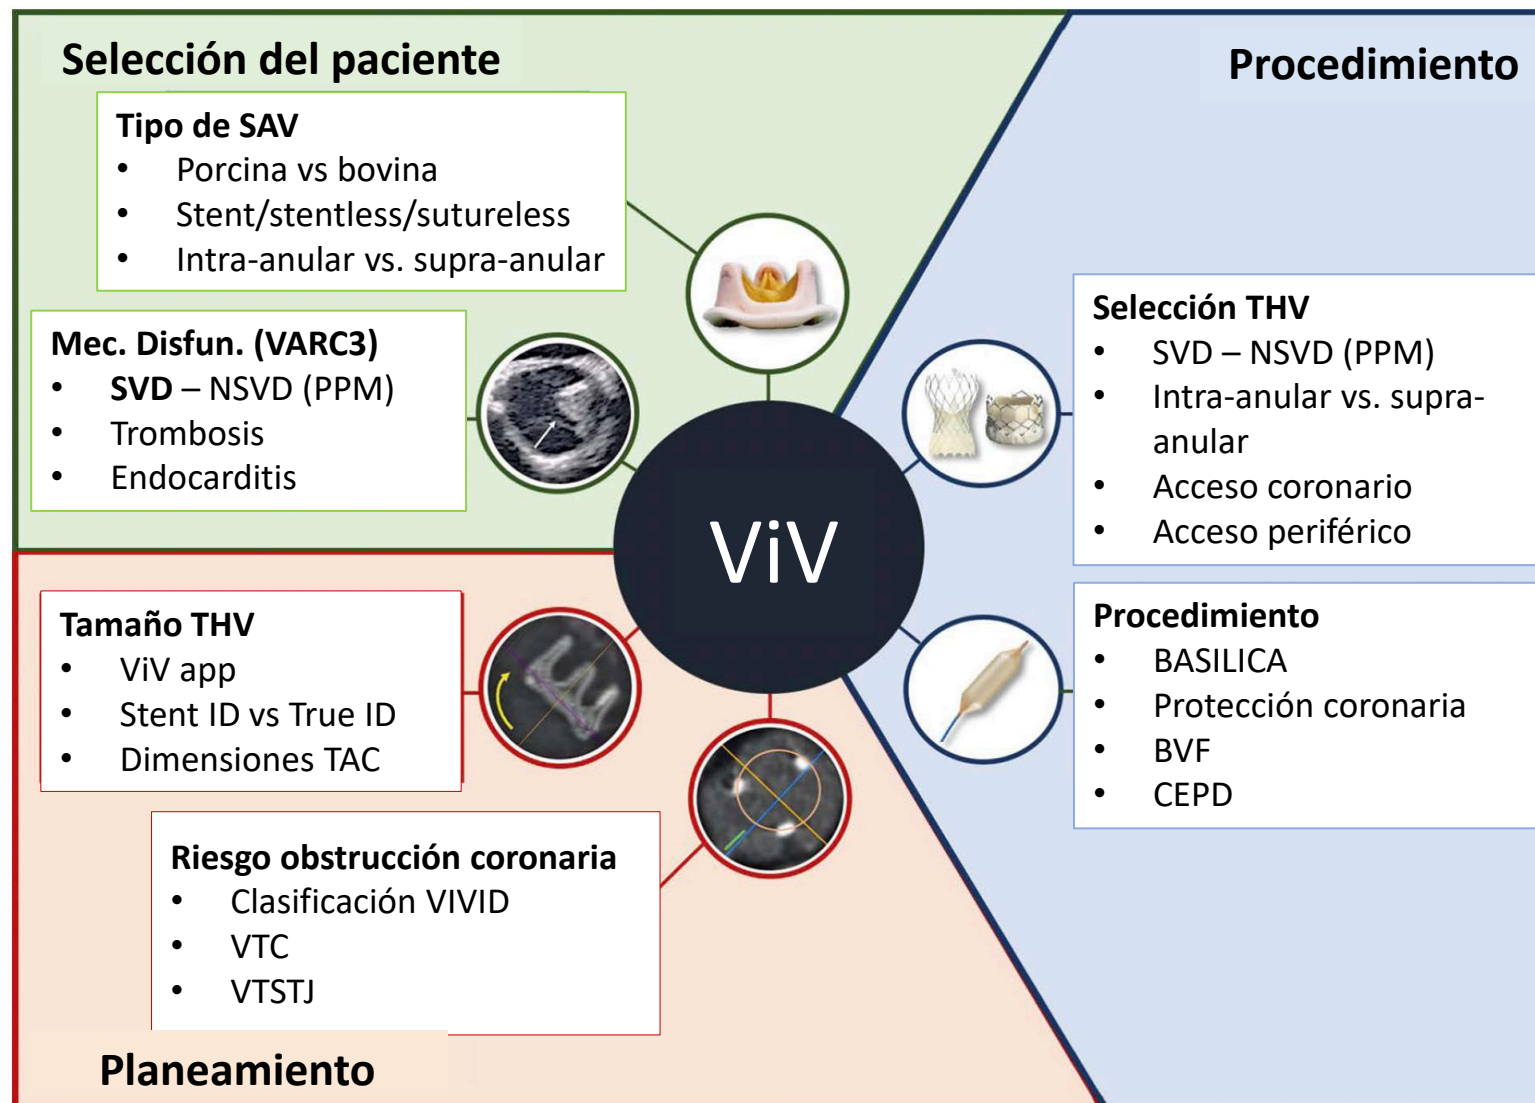 Selección del paciente
Tipo de SAV
• Porcina vs bovina
• Stent/stentless/sutureless
• Intra-anular vs. supra-anular
Mec. Disfun. (VARC3)
• SVD – NSVD (PPM)
• Trombosis
• Endocarditis
Procedimiento
Selección THV
• SVD – NSVD (PPM)
• Intra-anular vs. supra-
anular
• Acceso coronario
• Acceso periférico
Procedimiento
• BASILICA
• Protección coronaria
• BVF
• CEPD
ViV
Tamaño THV
• ViV app
• Stent ID vs True ID
• Dimensiones TAC
Riesgo obstrucción coronaria
• Clasificación VIVID
• VTC
• VTSTJ
Planeamiento